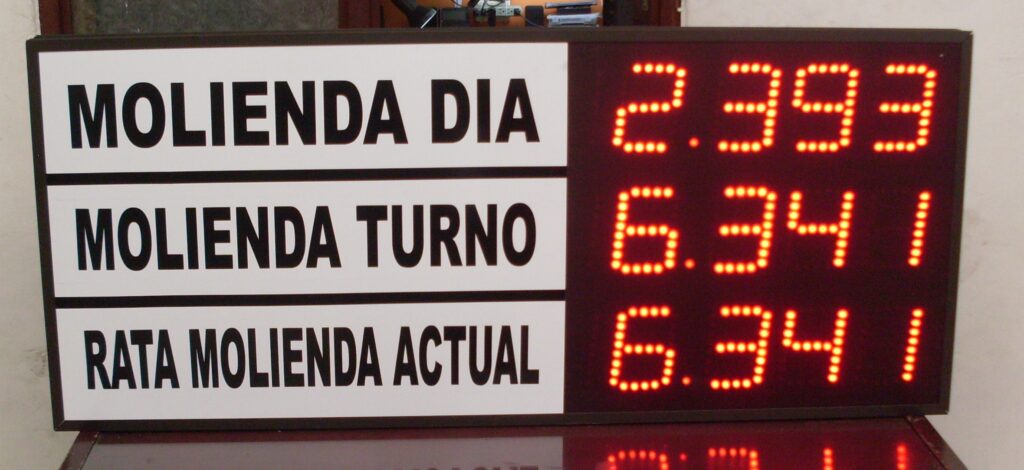 MOLIENDA DIA 2.393
MOLIENDA TURNO 6.341
RATA MOLIENDA ACTUAL 6.341